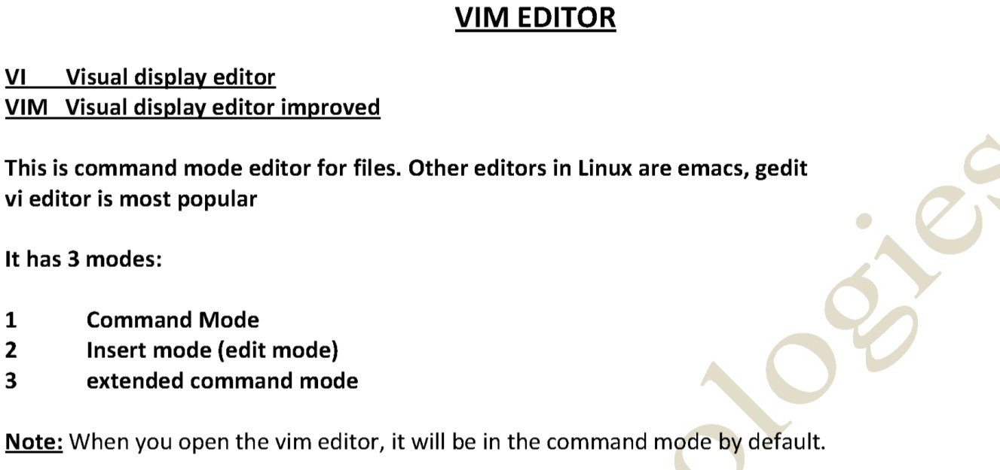 VIM EDITOR
VI Visual display editor
VIM Visual display editor improved
This is command mode editor for files. Other editors in Linux are emacs, gedit
vi editor is most popular
It has 3 modes:
1 Command Mode
2 Insert mode (edit mode)
3 extended command mode
Note: When you open the vim editor, it will be in the command mode by default.
ologies